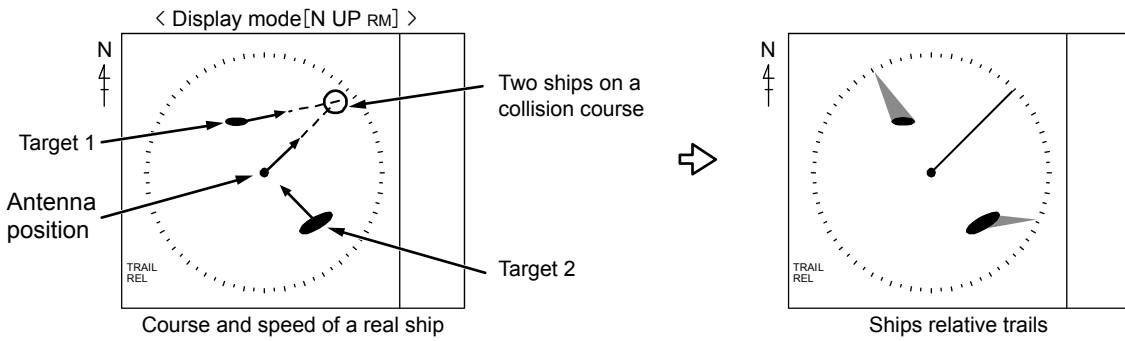 < Display mode[N UP RM] >
N
Target 1
Antenna
position
Two ships on a
collision course
Target 2
TRAIL
REL
Course and speed of a real ship
N
TRAIL
REL
Ships relative trails